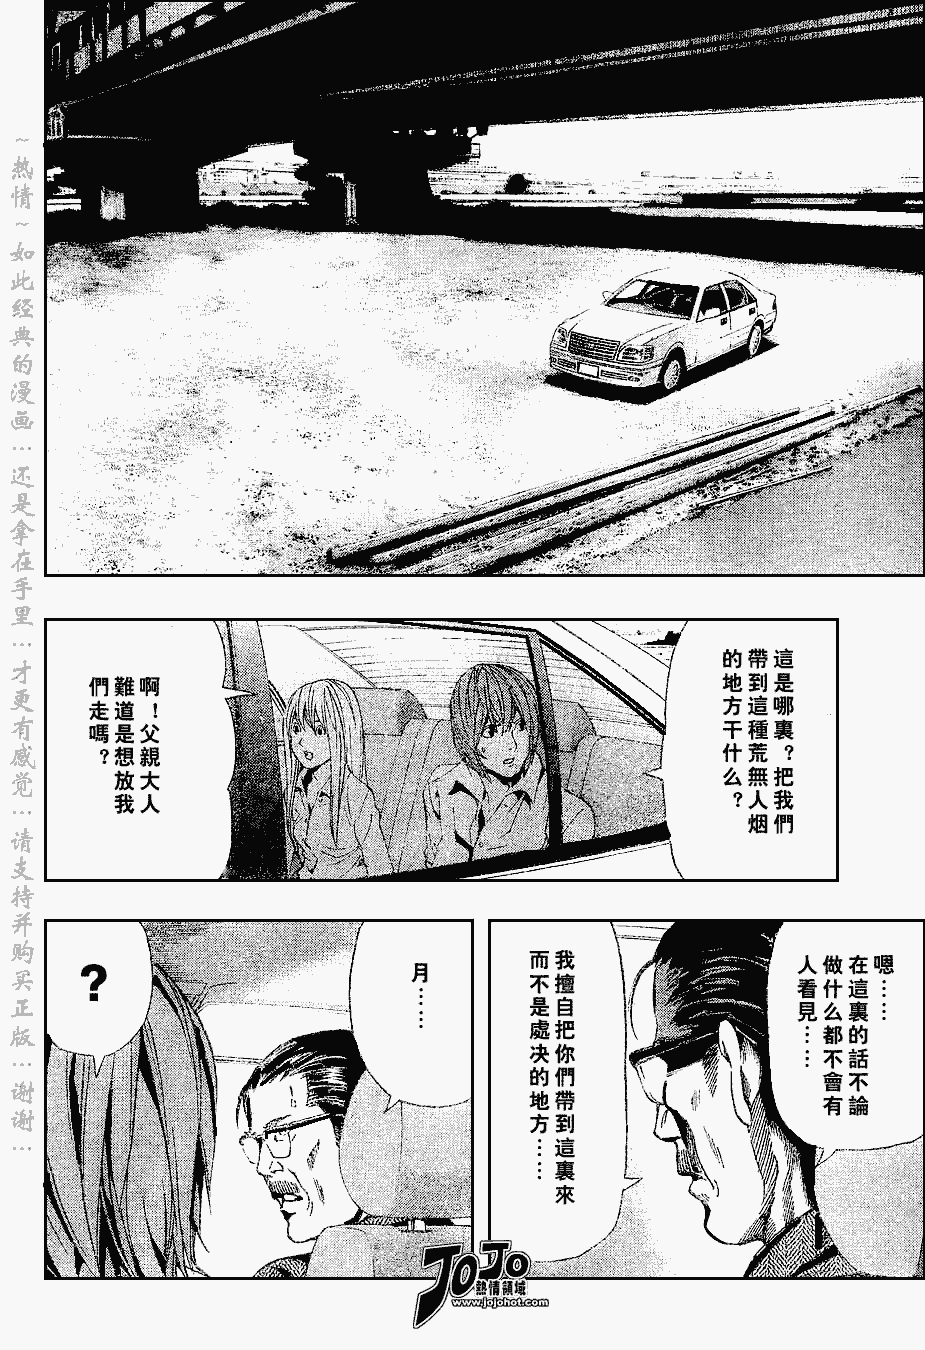 這是哪裏？把我們
帶到這種荒無人烟
的地方干什么？
啊！父親大人
難道是想放我
們走嗎？
嗯……
在這裏的話不論
做什么都不會有
人看見……
我擅自把你們帶到這裏來
而不是處决的地方……
月……
？
~熱情~如此经典的漫画…还是拿在手里…才更有感觉…请支持并购买正版…谢谢…
JOJO
熱情領域
www.jojohot.com